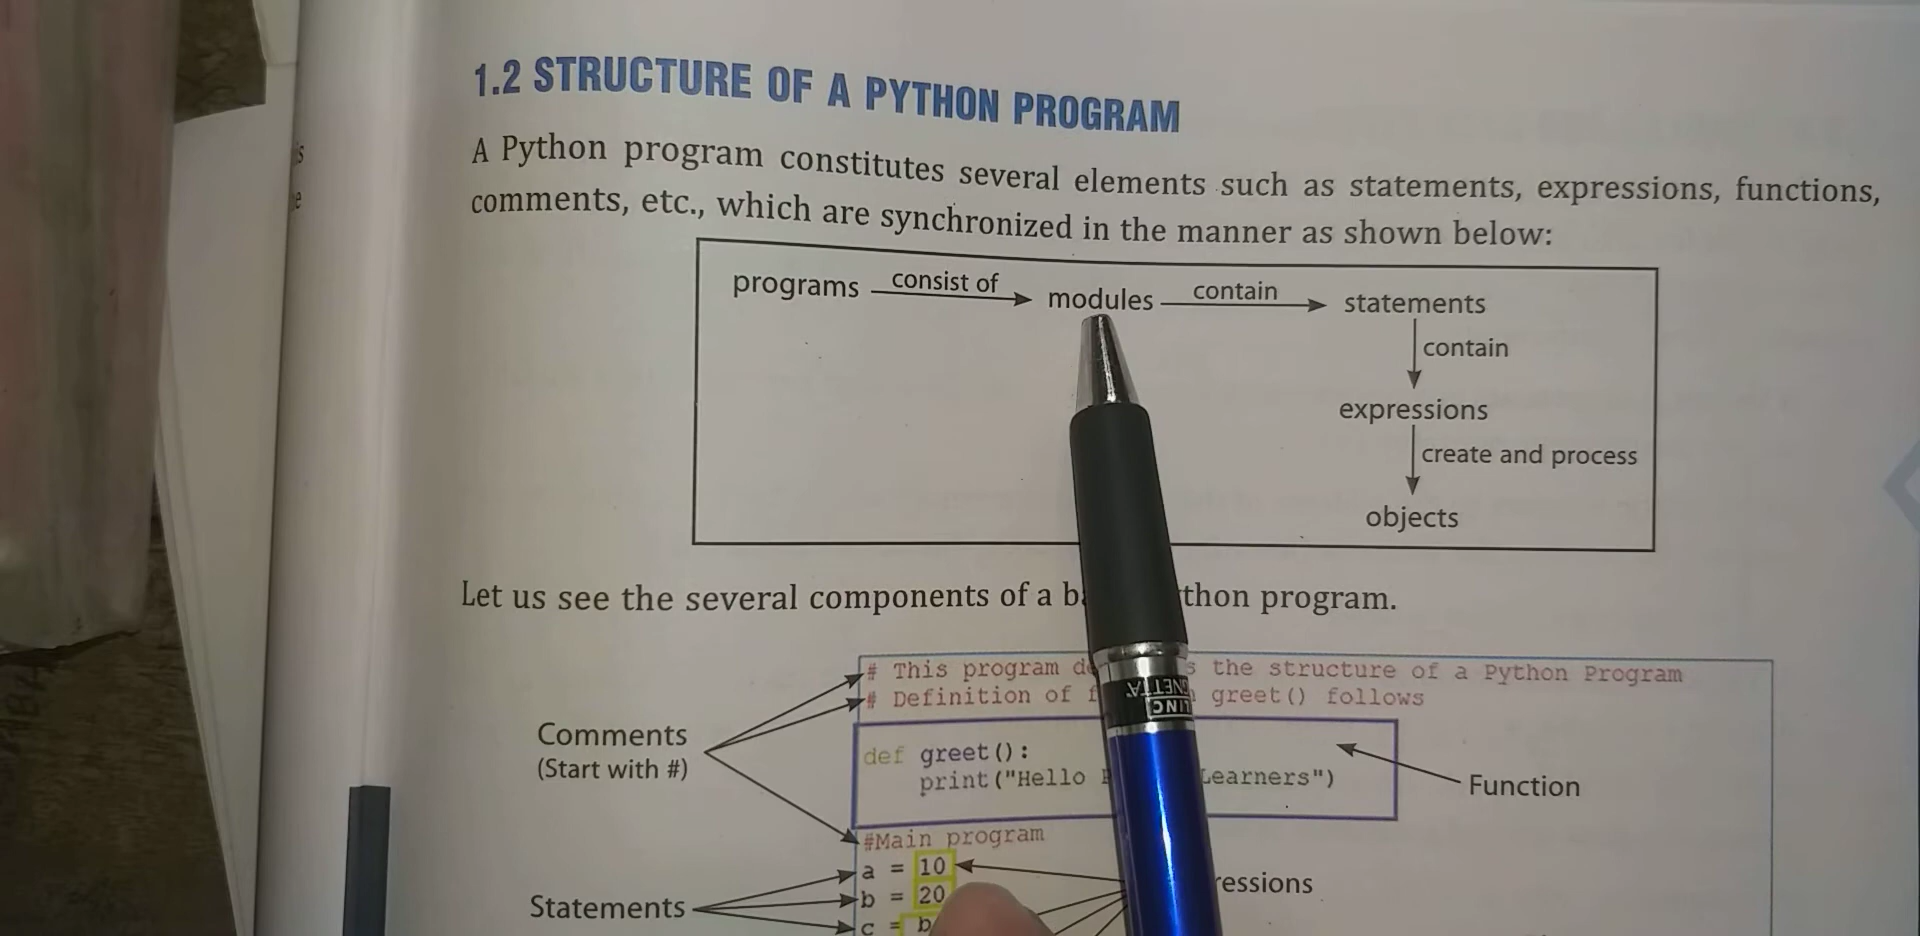 1.2 STRUCTURE OF A PYTHON PROGRAM
A Python program constitutes several elements such as statements, expressions, functions,
comments, etc., which are synchronized in the manner as shown below:
programs consist of modules contain statements
contain
expressions
create and process
objects
Let us see the several components of a thon program.
# This program the structure of a Python Program
# Definition of greet() follows
Comments
(Start with #)
def greet():
print("Hello Learners")
Function
#Main program
a = 10
b = 20
c = b
ressions
Statements